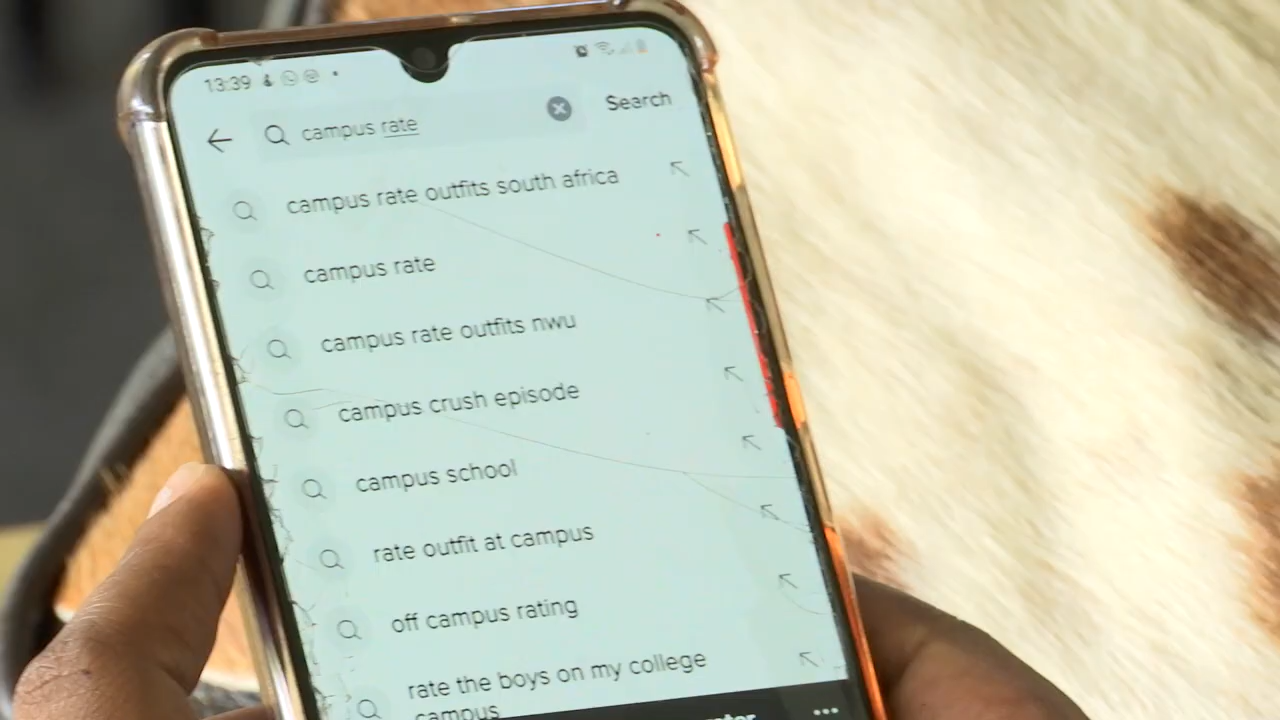 13:39
campus rate
Search
campus rate outfits south africa
campus rate
campus rate outfits nwu
campus crush episode
campus school
rate outfit at campus
off campus rating
rate the boys on my college
campus